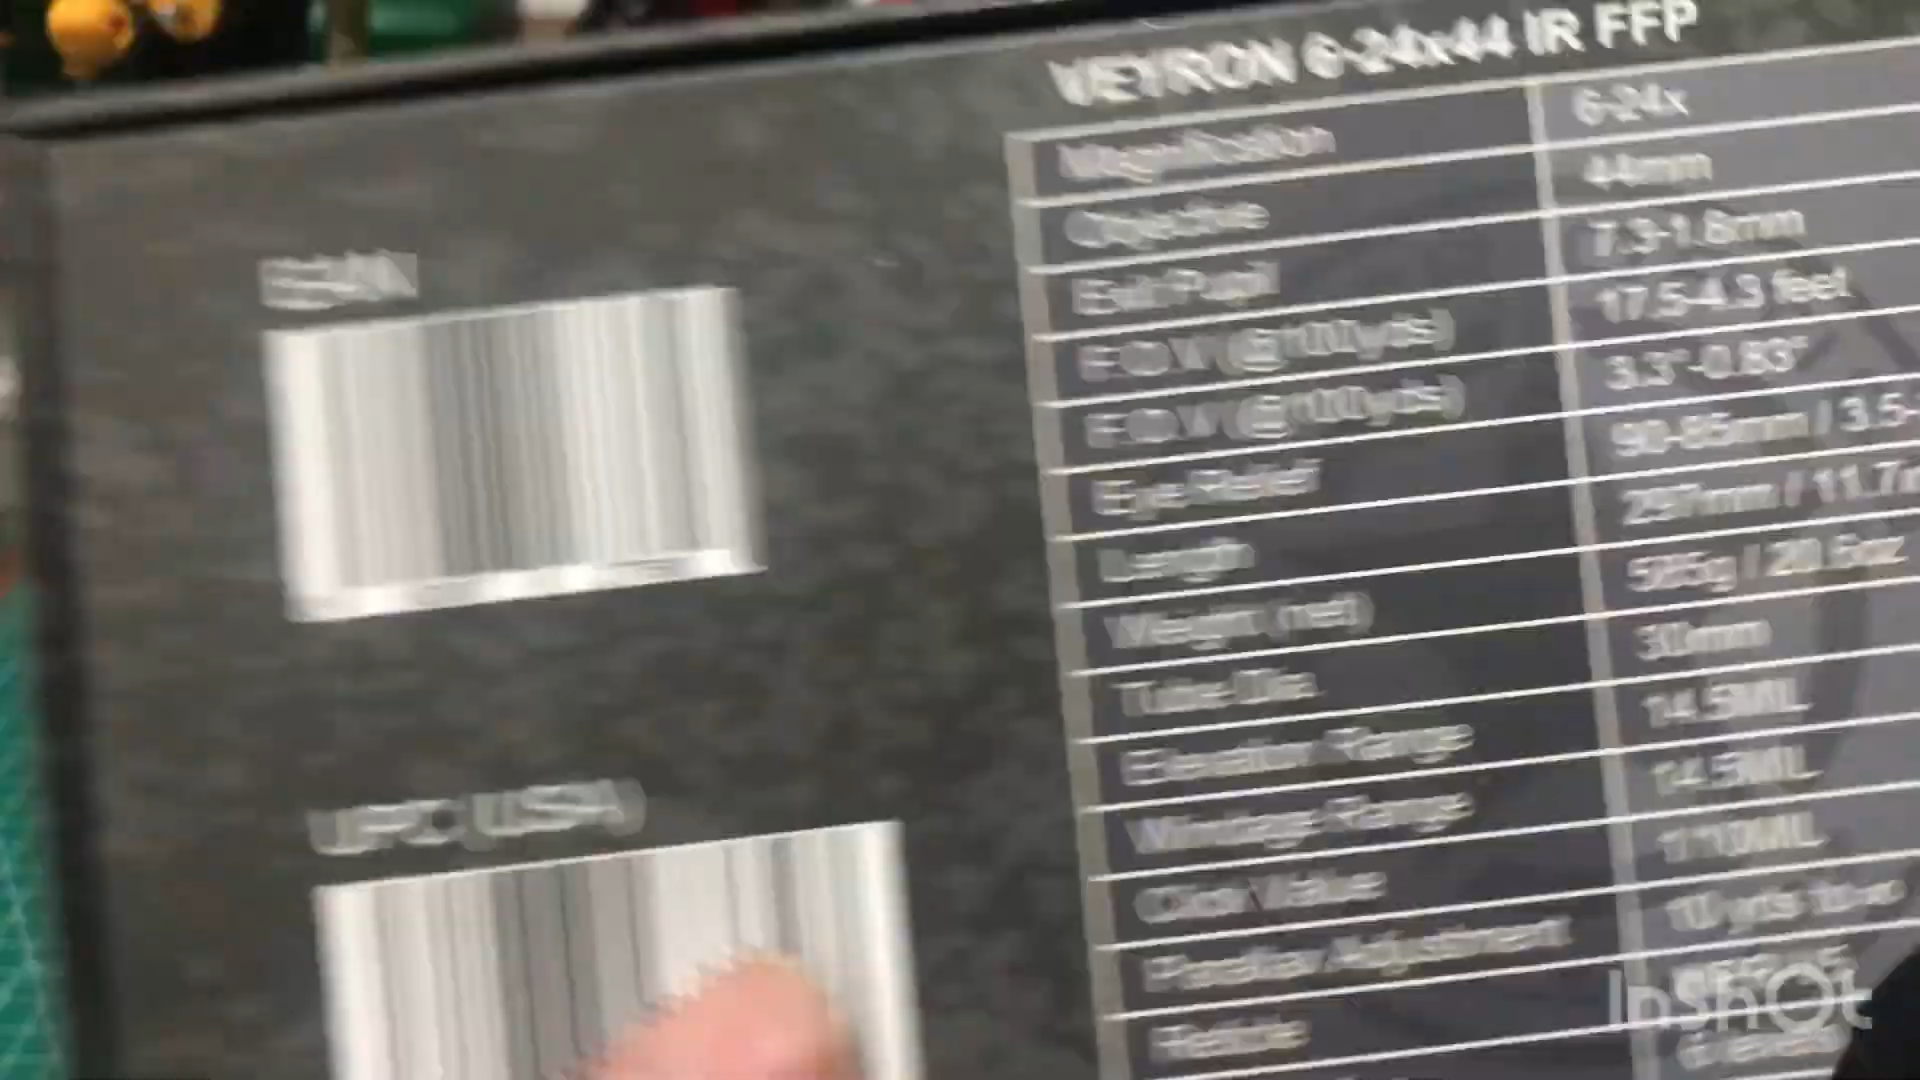 VEYRON 6-24x44 IR FFP
Magnification 6-24x
Objective 44mm
Exit Pupil 7.3-1.8mm
F.O.V (@100yds) 17.5-4.3 feet
F.O.V (@100yds) 3.3°-0.83°
Eye Relief 90-85mm / 3.5-
Length 297mm / 11.7in
Weight (net) 585g / 20.6oz
Tube Dia. 30mm
Elevation Range 14.5MIL
Windage Range 14.5MIL
Click Value 1/10MIL
Parallax Adjustment 10 yds to ∞
Reticle
EAN
UPC (USA)
InShOt